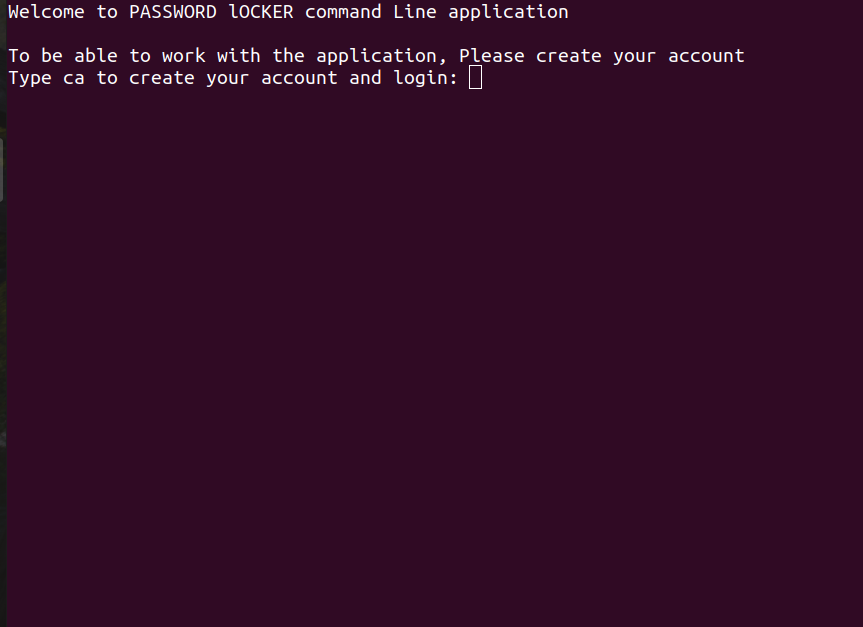 Welcome to PASSWORD lOCKER command Line application
To be able to work with the application, Please create your account
Type ca to create your account and login: